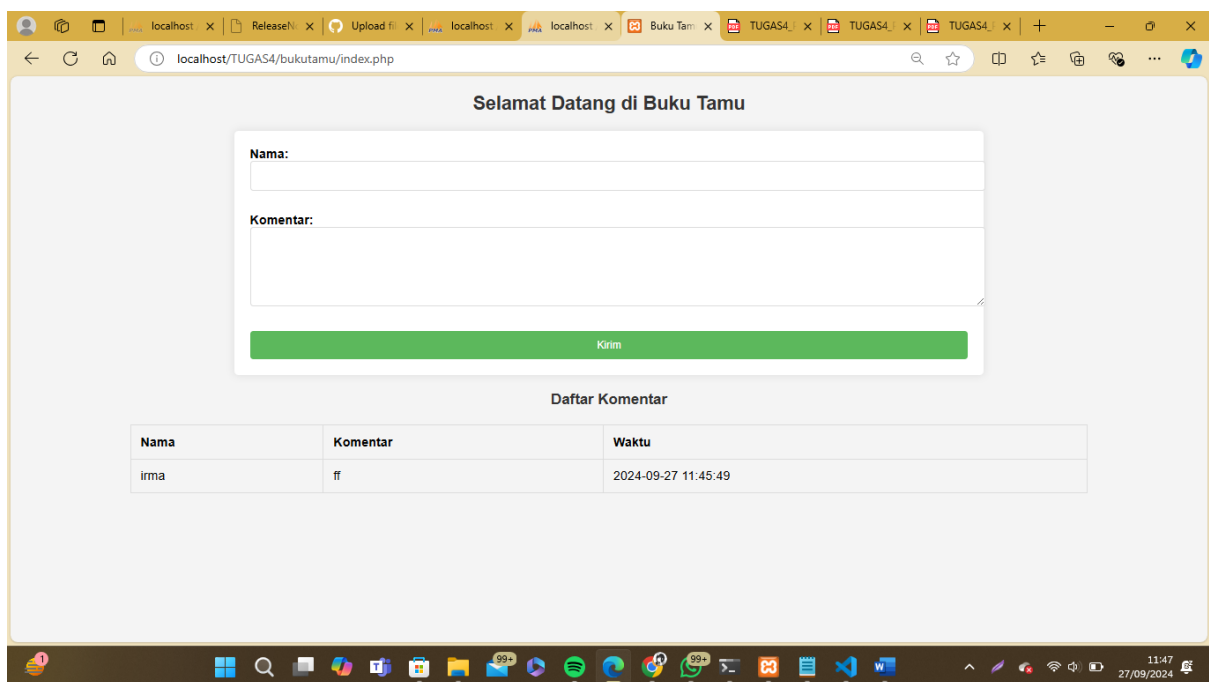 localhost
ReleaseN
Upload fil
localhost
localhost
Buku Tam
TUGAS4_
TUGAS4_
TUGAS4_
localhost/TUGAS4/bukutamu/index.php
Selamat Datang di Buku Tamu
Nama:
Komentar:
Kirim
Daftar Komentar
Nama Komentar Waktu
irma ff 2024-09-27 11:45:49
1
99+
99+
11:47
27/09/2024